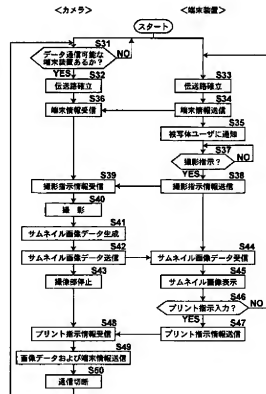 <カメラ>
<端末装置>
スタート
S31
データ通信可能な
端末装置あるか?
NO
YES
S32
伝送路確立
S33
伝送路確立
S36
端末情報受信
S34
端末情報送信
S35
被写体ユーザに通知
S37
撮影指示?
NO
YES
S39
撮影指示情報受信
S38
撮影指示情報送信
S40
撮影
S41
サムネイル画像データ生成
S42
サムネイル画像データ送信
S44
サムネイル画像データ受信
S43
撮像部停止
S45
サムネイル画像表示
S46
プリント指示入力?
NO
YES
S48
プリント指示情報受信
S47
プリント指示情報送信
S49
画像データおよび端末情報送信
S50
通信切断